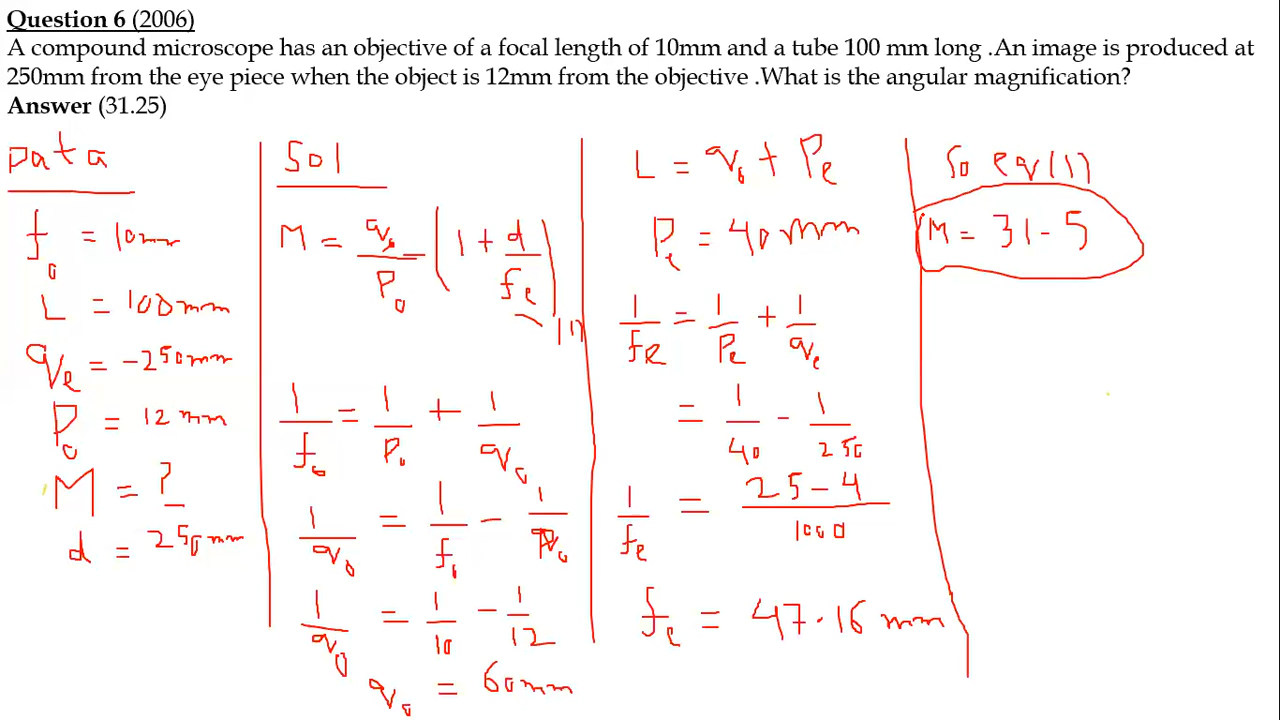 Question 6 (2006)
A compound microscope has an objective of a focal length of 10mm and a tube 100 mm long .An image is produced at
250mm from the eye piece when the object is 12mm from the objective .What is the angular magnification?
Answer (31.25)
Data
f₀ = 10mm
L = 100mm
qₑ = -250mm
P₀ = 12mm
M = ?
d = 250mm
Sol
M = q₀/P₀ (1 + d/fₑ) — (1)
1/f₀ = 1/P₀ + 1/q₀
1/q₀ = 1/f₀ - 1/P₀
1/q₀ = 1/10 - 1/12
q₀ = 60mm
L = q₀ + Pₑ
Pₑ = 40mm
1/fₑ = 1/Pₑ + 1/qₑ
= 1/40 - 1/250
1/fₑ = 25-4/1000
fₑ = 47.16 mm
So eq(1)
M = 31-5